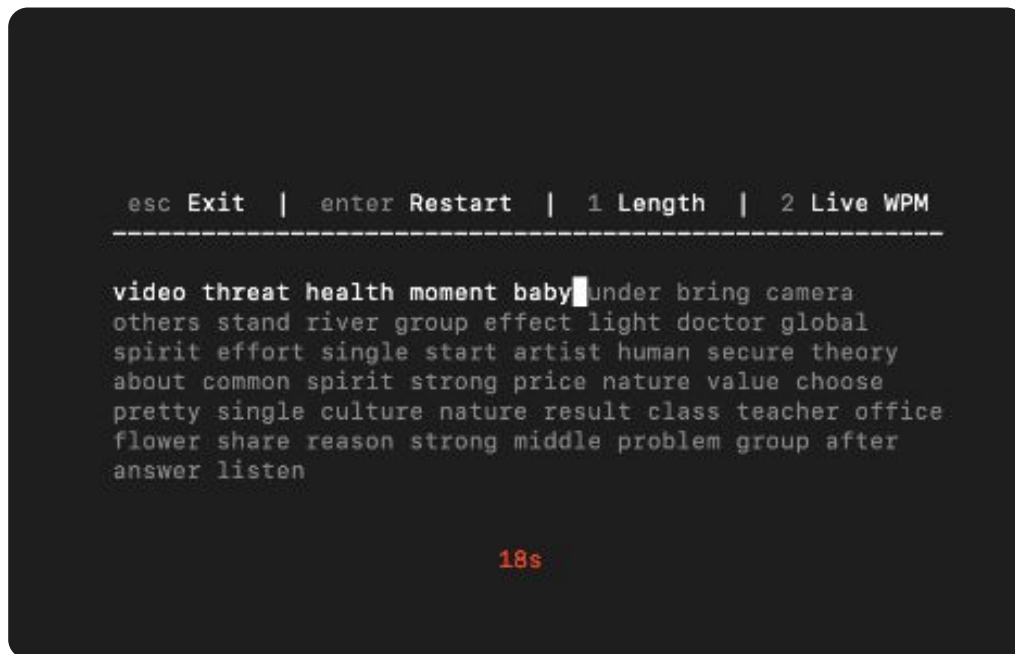 esc Exit | enter Restart | 1 Length | 2 Live WPM
---------------------------------------------------------
video threat health moment baby under bring camera
others stand river group effect light doctor global
spirit effort single start artist human secure theory
about common spirit strong price nature value choose
pretty single culture nature result class teacher office
flower share reason strong middle problem group after
answer listen
18s